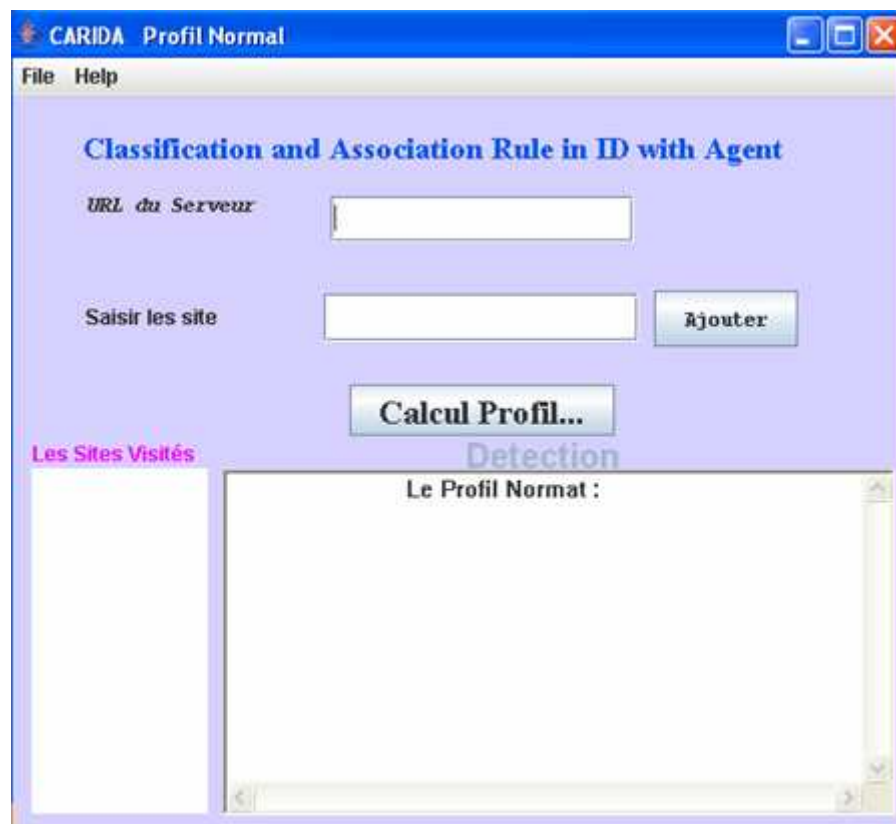 CARIDA Profil Normal
File Help
Classification and Association Rule in ID with Agent
URL du Serveur
Saisir les site
Ajouter
Calcul Profil...
Les Sites Visités
Detection
Le Profil Normat :